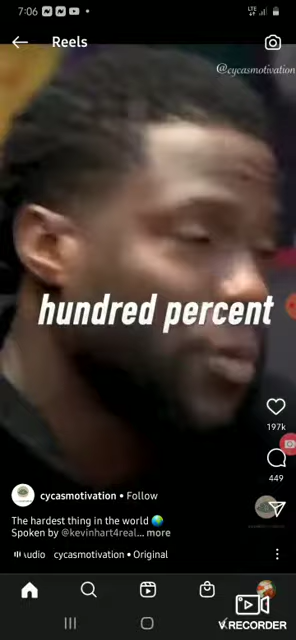 7:06
LTE
Reels
@cycasmotivation
hundred percent
197k
449
cycasmotivation • Follow
The hardest thing in the world 🌍
Spoken by @kevinhart4real... more
udio cycasmotivation • Original
V RECORDER